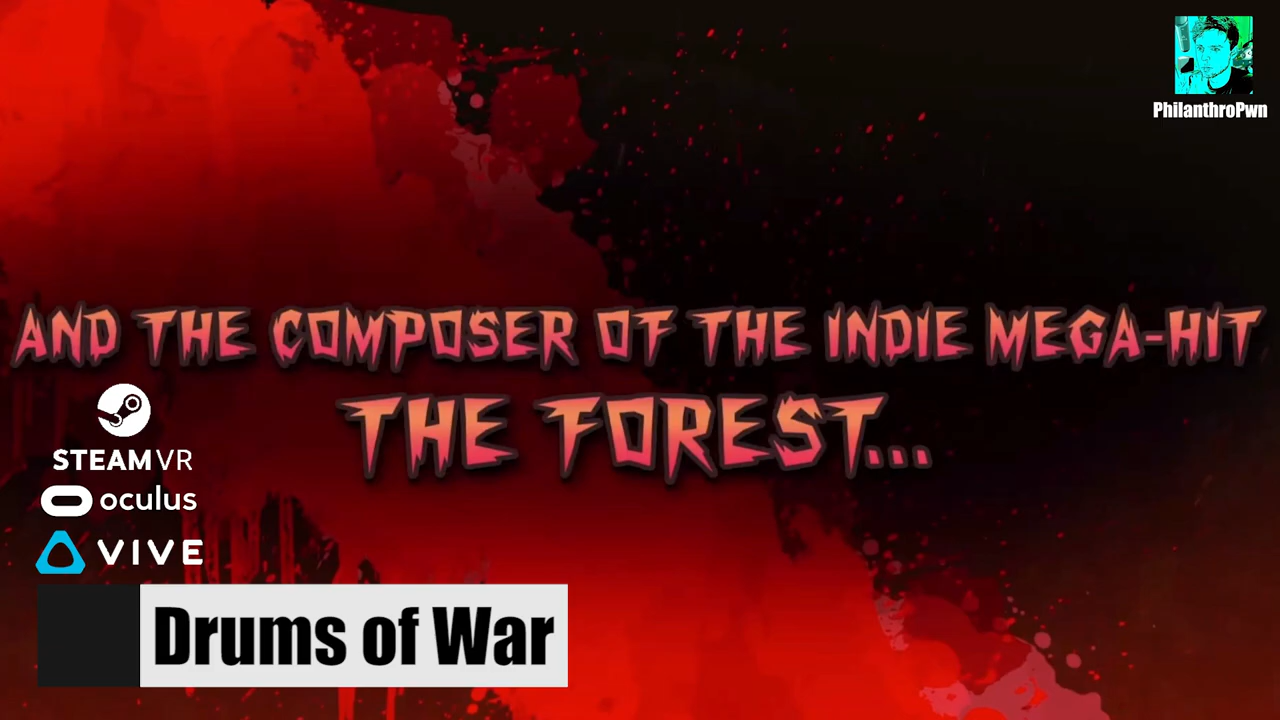 PhilanthroPwn
AND THE COMPOSER OF THE INDIE MEGA-HIT
THE FOREST...
STEAMVR
oculus
VIVE
Drums of War